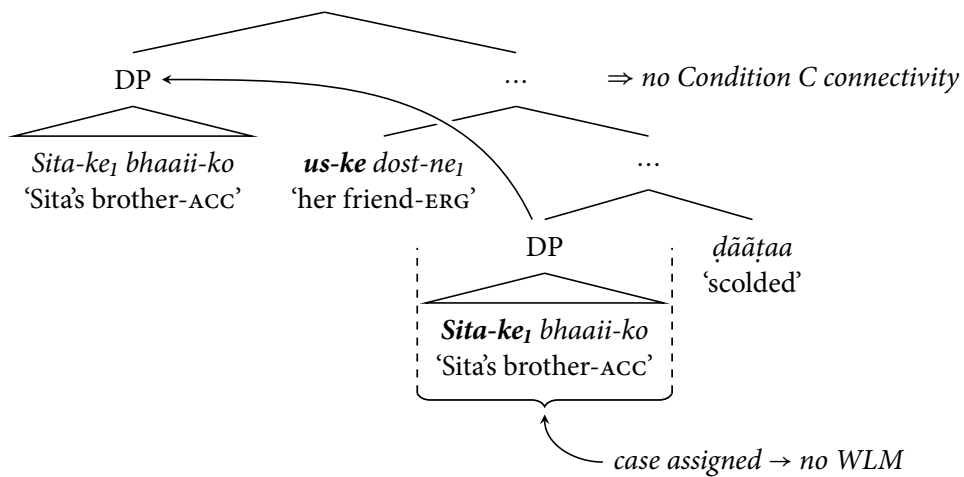 DP
... ⇒ no Condition C connectivity
Sita-ke₁ bhaaii-ko
‘Sita’s brother-ACC’
us-ke dost-ne₁
‘her friend-ERG’
...
DP
ḍããṭaa
‘scolded’
Sita-ke₁ bhaaii-ko
‘Sita’s brother-ACC’
case assigned → no WLM